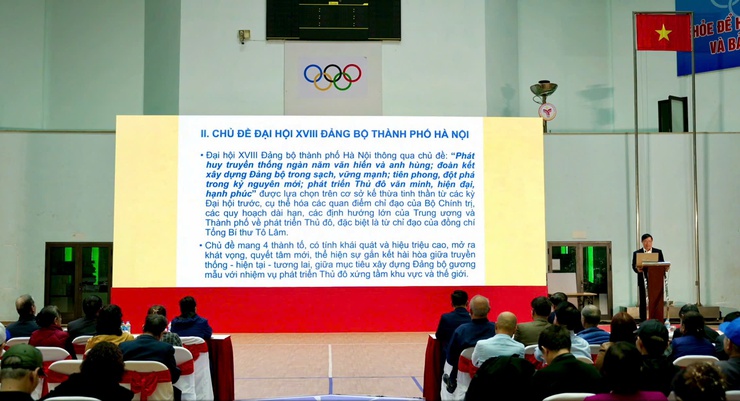 II. CHỦ ĐỀ ĐẠI HỘI XVIII ĐẢNG BỘ THÀNH PHỐ HÀ NỘI
• Đại hội XVIII Đảng bộ thành phố Hà Nội thông qua chủ đề: “Phát
huy truyền thống ngàn năm văn hiến và anh hùng; đoàn kết
xây dựng Đảng bộ trong sạch, vững mạnh; tiên phong, đột
phá trong kỷ nguyên mới; phát triển Thủ đô văn minh, hiện đại,
hạnh phúc” được lựa chọn trên cơ sở kế thừa tinh thần từ các kỳ
Đại hội trước, cụ thể hóa các quan điểm chỉ đạo của Bộ Chính trị,
các quy hoạch dài hạn, các định hướng lớn của Trung ương và
Thành phố về phát triển Thủ đô, đặc biệt là từ chỉ đạo của đồng chí
Tổng Bí thư Tô Lâm.
• Chủ đề mang 4 thành tố, có tính khái quát và hiệu triệu cao, mở ra
khát vọng, quyết tâm mới, thể hiện sự gắn kết hài hòa giữa truyền
thống - hiện tại - tương lai, giữa mục tiêu xây dựng Đảng bộ gương
mẫu với nhiệm vụ phát triển Thủ đô xứng tầm khu vực và thế giới.
KHỎE ĐỂ
VÀ BẢ